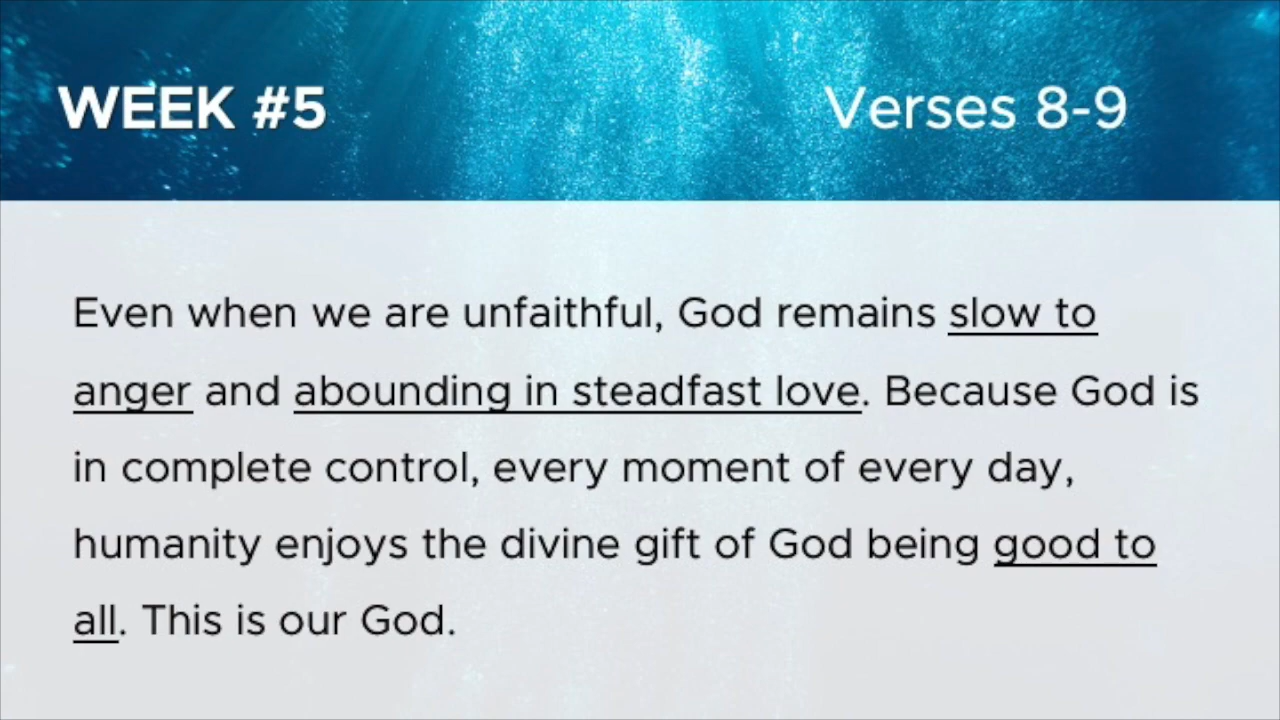 WEEK #5 Verses 8-9
Even when we are unfaithful, God remains slow to
anger and abounding in steadfast love. Because God is
in complete control, every moment of every day,
humanity enjoys the divine gift of God being good to
all. This is our God.